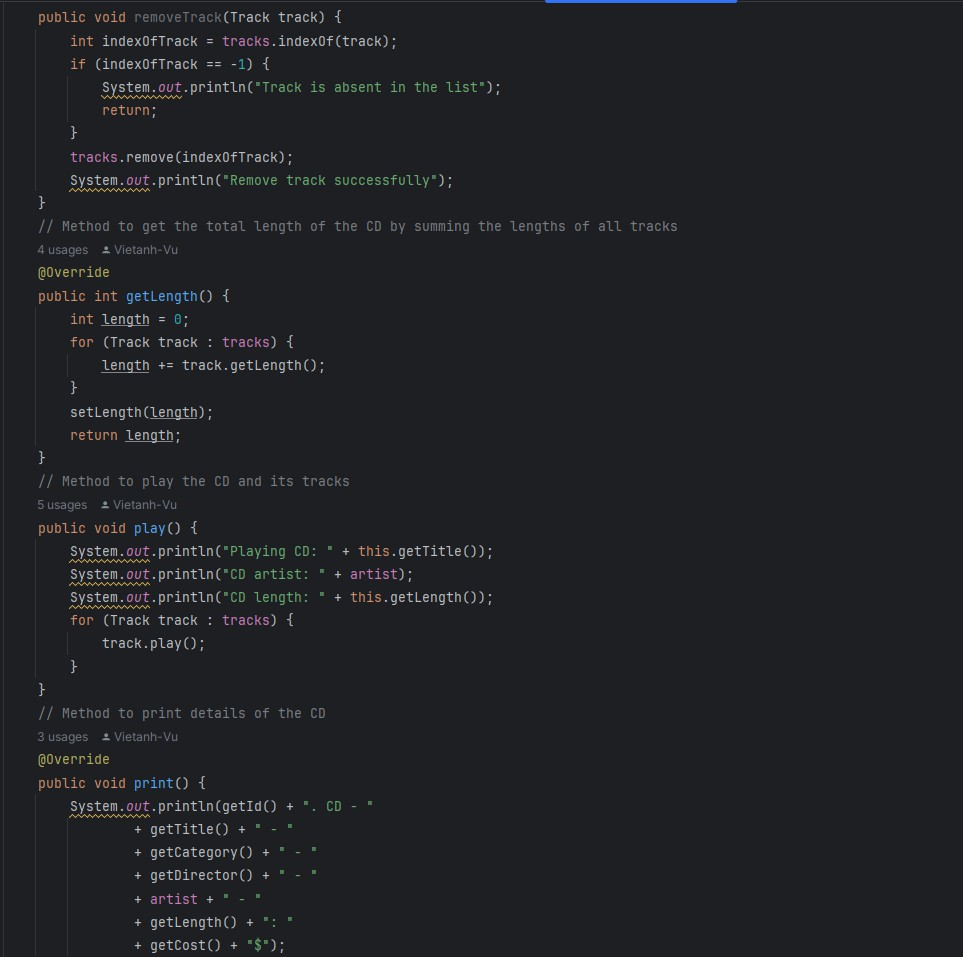 public void removeTrack(Track track) {
    int indexOfTrack = tracks.indexOf(track);
    if (indexOfTrack == -1) {
        System.out.println("Track is absent in the list");
        return;
    }
    tracks.remove(indexOfTrack);
    System.out.println("Remove track successfully");
}
// Method to get the total length of the CD by summing the lengths of all tracks
4 usages Vietanh-Vu
@Override
public int getLength() {
    int length = 0;
    for (Track track : tracks) {
        length += track.getLength();
    }
    setLength(length);
    return length;
}
// Method to play the CD and its tracks
5 usages Vietanh-Vu
public void play() {
    System.out.println("Playing CD: " + this.getTitle());
    System.out.println("CD artist: " + artist);
    System.out.println("CD length: " + this.getLength());
    for (Track track : tracks) {
        track.play();
    }
}
// Method to print details of the CD
3 usages Vietanh-Vu
@Override
public void print() {
    System.out.println(getId() + ". CD - "
            + getTitle() + " - "
            + getCategory() + " - "
            + getDirector() + " - "
            + artist + " - "
            + getLength() + ": "
            + getCost() + "$");